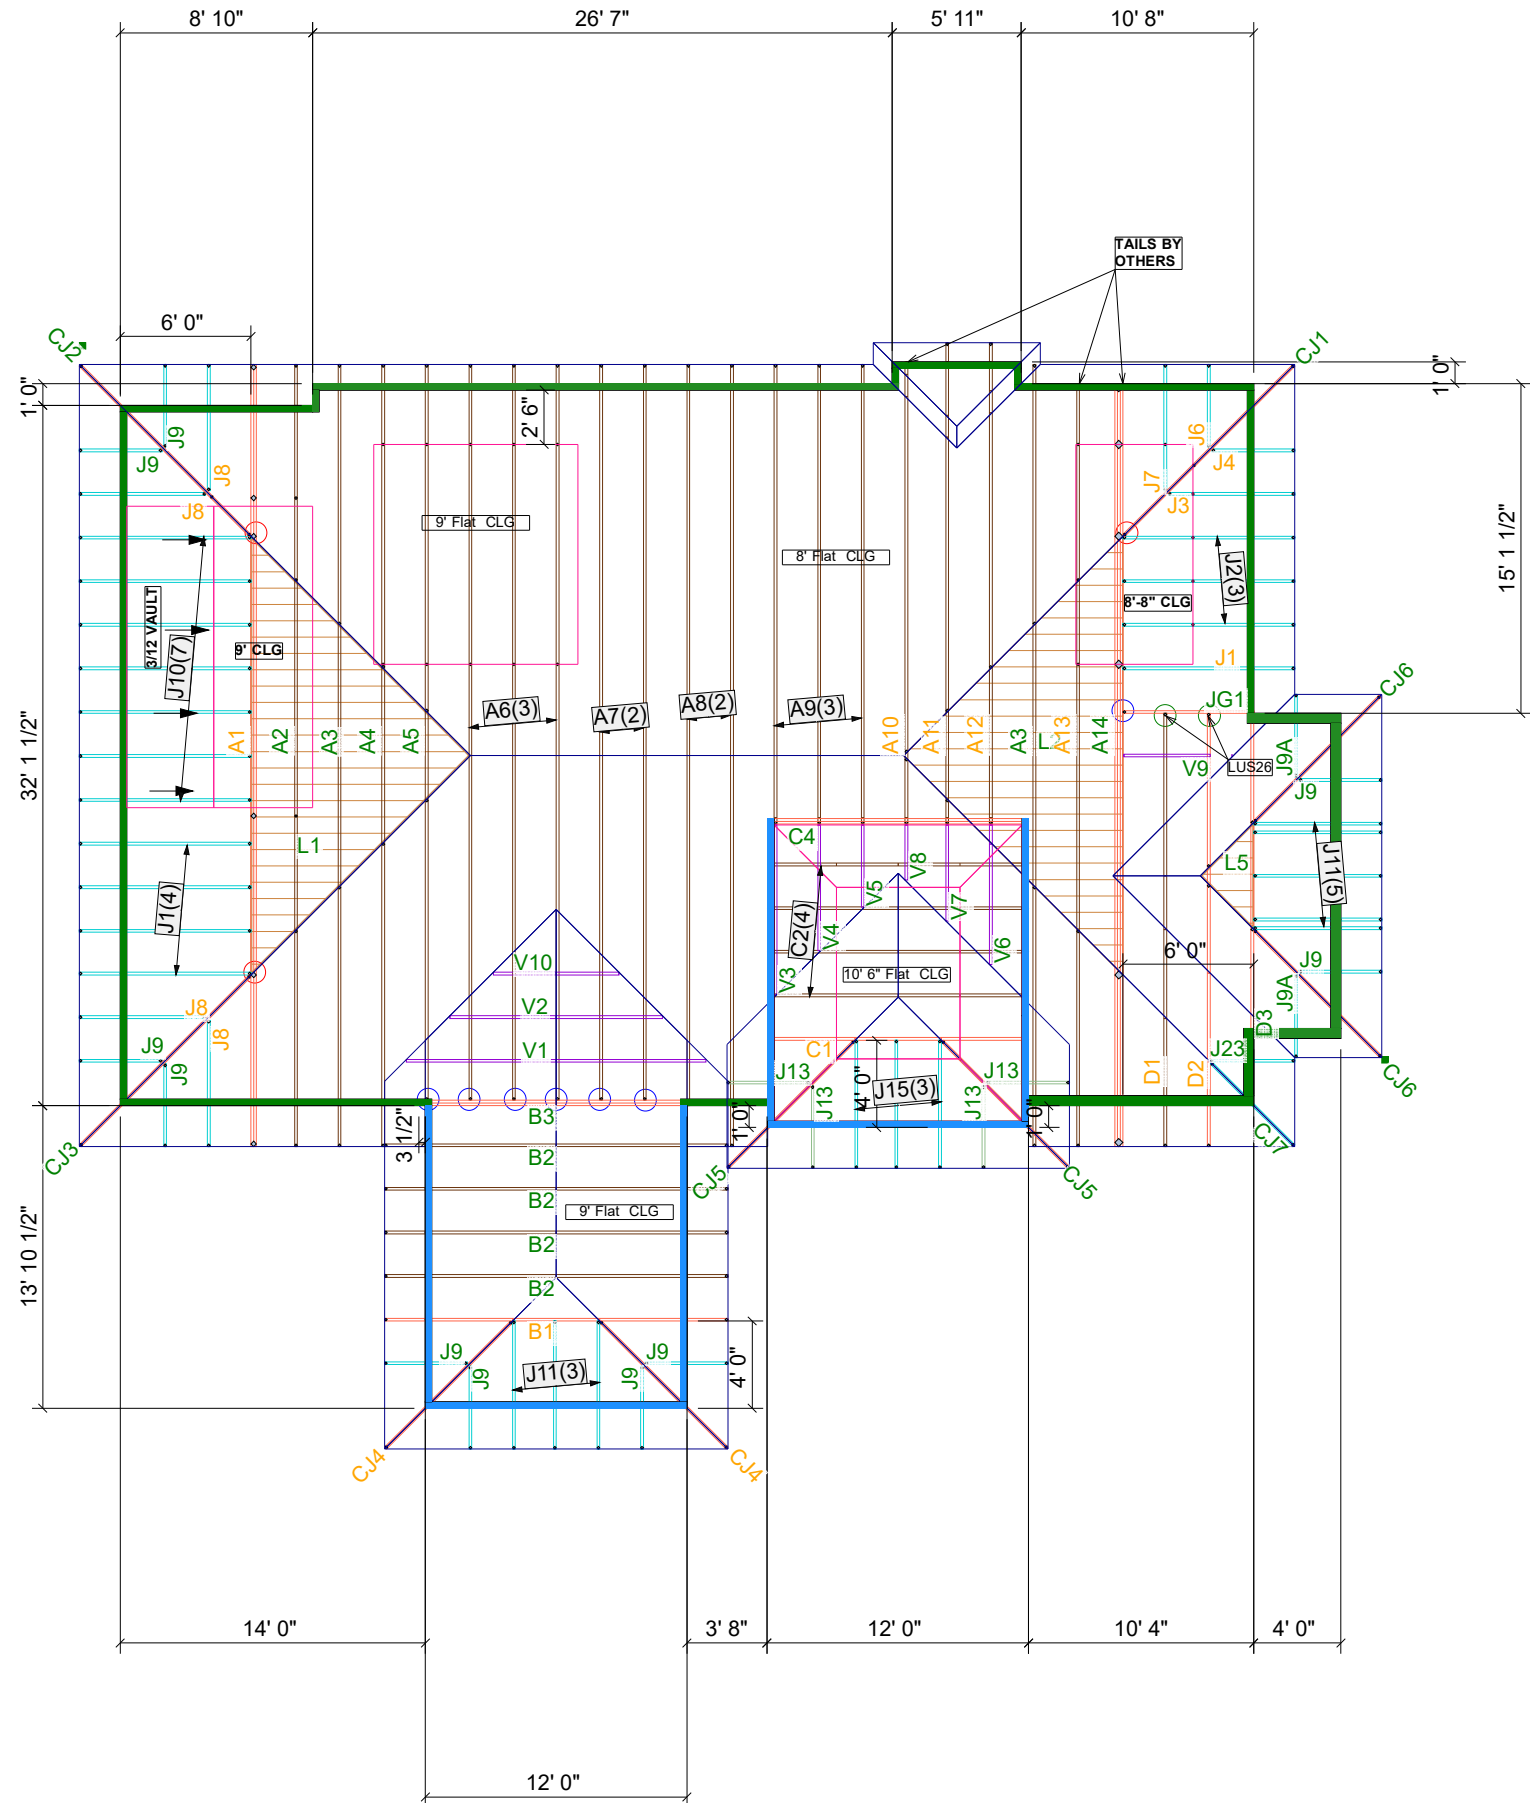 8' 10"
26' 7"
5' 11"
10' 8"
TAILS BY
OTHERS
6' 0"
CJ2
CJ1
1' 0"
1' 0"
2' 6"
15' 1 1/2"
J9
J9
J8
J8
J6
J4
J7
J3
9' Flat CLG
8' Flat CLG
3/12 VAULT
J10(7)
9' CLG
8'-8" CLG
J2(3)
J1
JG1
CJ6
32' 1 1/2"
A1
A2
A3
A4
A5
A6(3)
A7(2)
A8(2)
A9(3)
A10
A11
A12
A3
A13
A14
V9
LUS26
J9A
J9
L1
J1(4)
C4
V8
V5
V7
V4
V6
V3
C2(4)
10' 6" Flat CLG
L5
J11(5)
6' 0"
J9
J9A
D3
V10
V2
V1
J8
J8
J9
J9
C1
J13
J13
4' 0"
J15(3)
J13
J13
D1
D2
J23
CJ6
B3
3 1/2"
1' 0"
1' 0"
CJ3
CJ5
CJ5
CJ7
B2
B2
9' Flat CLG
B2
B2
13' 10 1/2"
B1
J9
J9
J11(3)
J9
J9
4' 0"
CJ4
CJ4
14' 0"
3' 8"
12' 0"
10' 4"
4' 0"
12' 0"